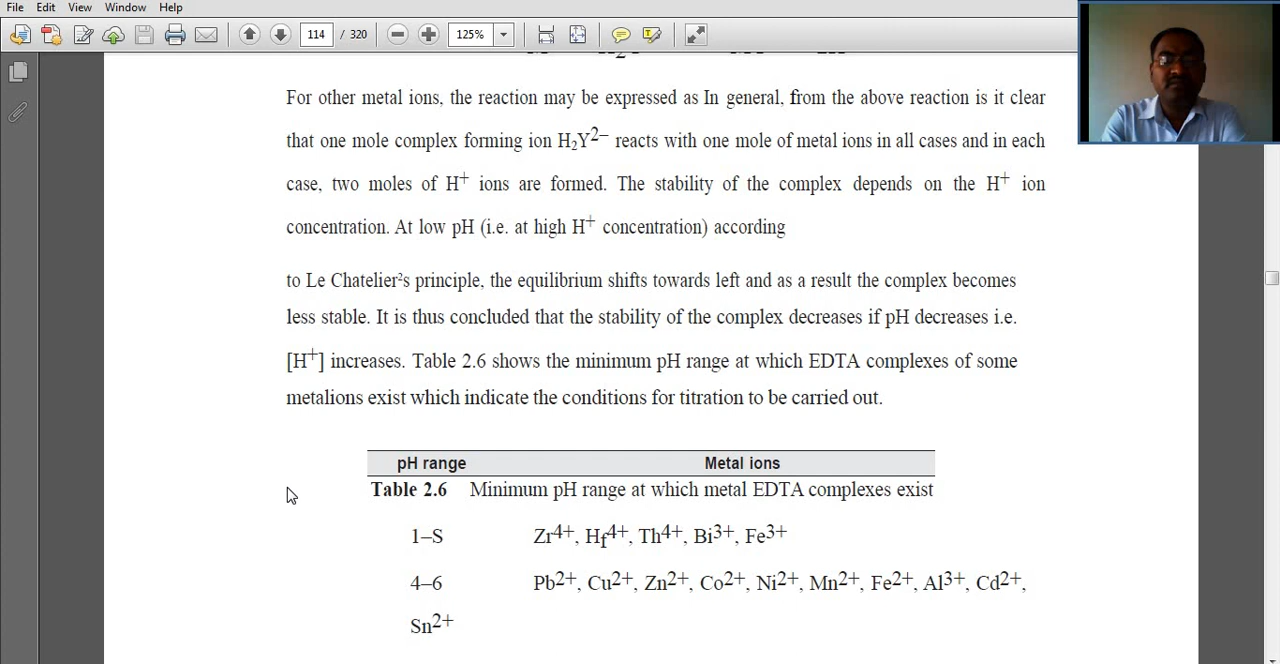 File Edit View Window Help
114 / 320 125%
For other metal ions, the reaction may be expressed as In general, from the above reaction is it clear
that one mole complex forming ion H₂Y²⁻ reacts with one mole of metal ions in all cases and in each
case, two moles of H⁺ ions are formed. The stability of the complex depends on the H⁺ ion
concentration. At low pH (i.e. at high H⁺ concentration) according
to Le Chatelier²s principle, the equilibrium shifts towards left and as a result the complex becomes
less stable. It is thus concluded that the stability of the complex decreases if pH decreases i.e.
[H⁺] increases. Table 2.6 shows the minimum pH range at which EDTA complexes of some
metalions exist which indicate the conditions for titration to be carried out.
pH range Metal ions
Table 2.6 Minimum pH range at which metal EDTA complexes exist
1–S Zr⁴⁺, Hf⁴⁺, Th⁴⁺, Bi³⁺, Fe³⁺
4–6 Pb²⁺, Cu²⁺, Zn²⁺, Co²⁺, Ni²⁺, Mn²⁺, Fe²⁺, Al³⁺, Cd²⁺,
Sn²⁺